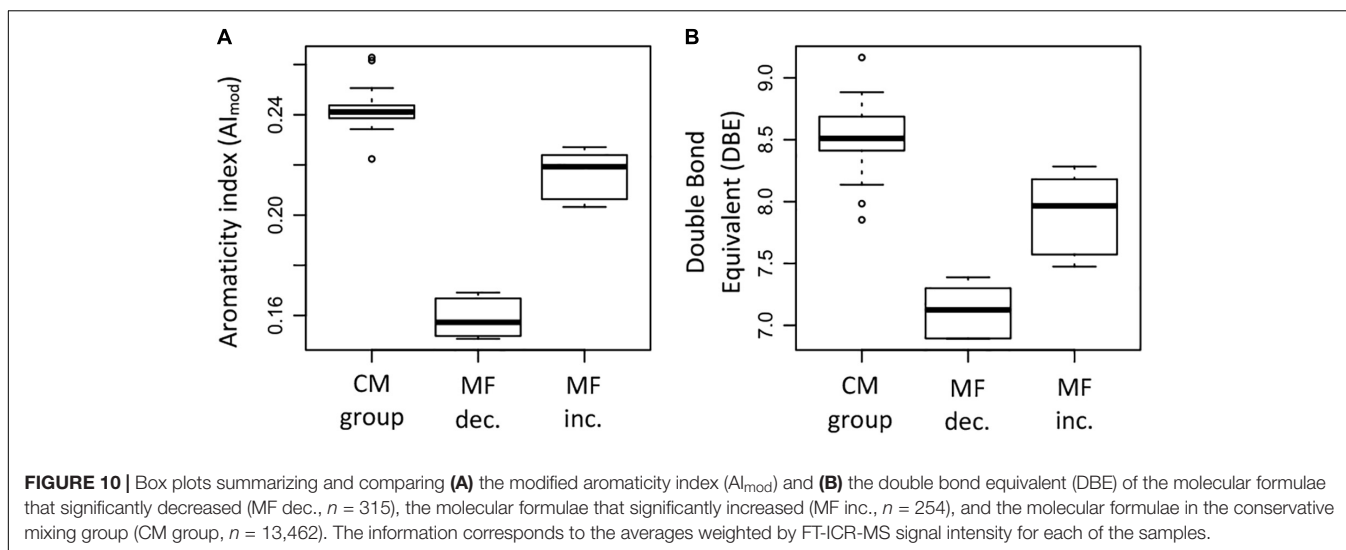 A
Aromaticity index (AImod)
0.24
0.20
0.16
CM
group
MF
dec.
MF
inc.
B
Double Bond
Equivalent (DBE)
9.0
8.5
8.0
7.5
7.0
CM
group
MF
dec.
MF
inc.
FIGURE 10 | Box plots summarizing and comparing (A) the modified aromaticity index (AImod) and (B) the double bond equivalent (DBE) of the molecular formulae
that significantly decreased (MF dec., n = 315), the molecular formulae that significantly increased (MF inc., n = 254), and the molecular formulae in the conservative
mixing group (CM group, n = 13,462). The information corresponds to the averages weighted by FT-ICR-MS signal intensity for each of the samples.